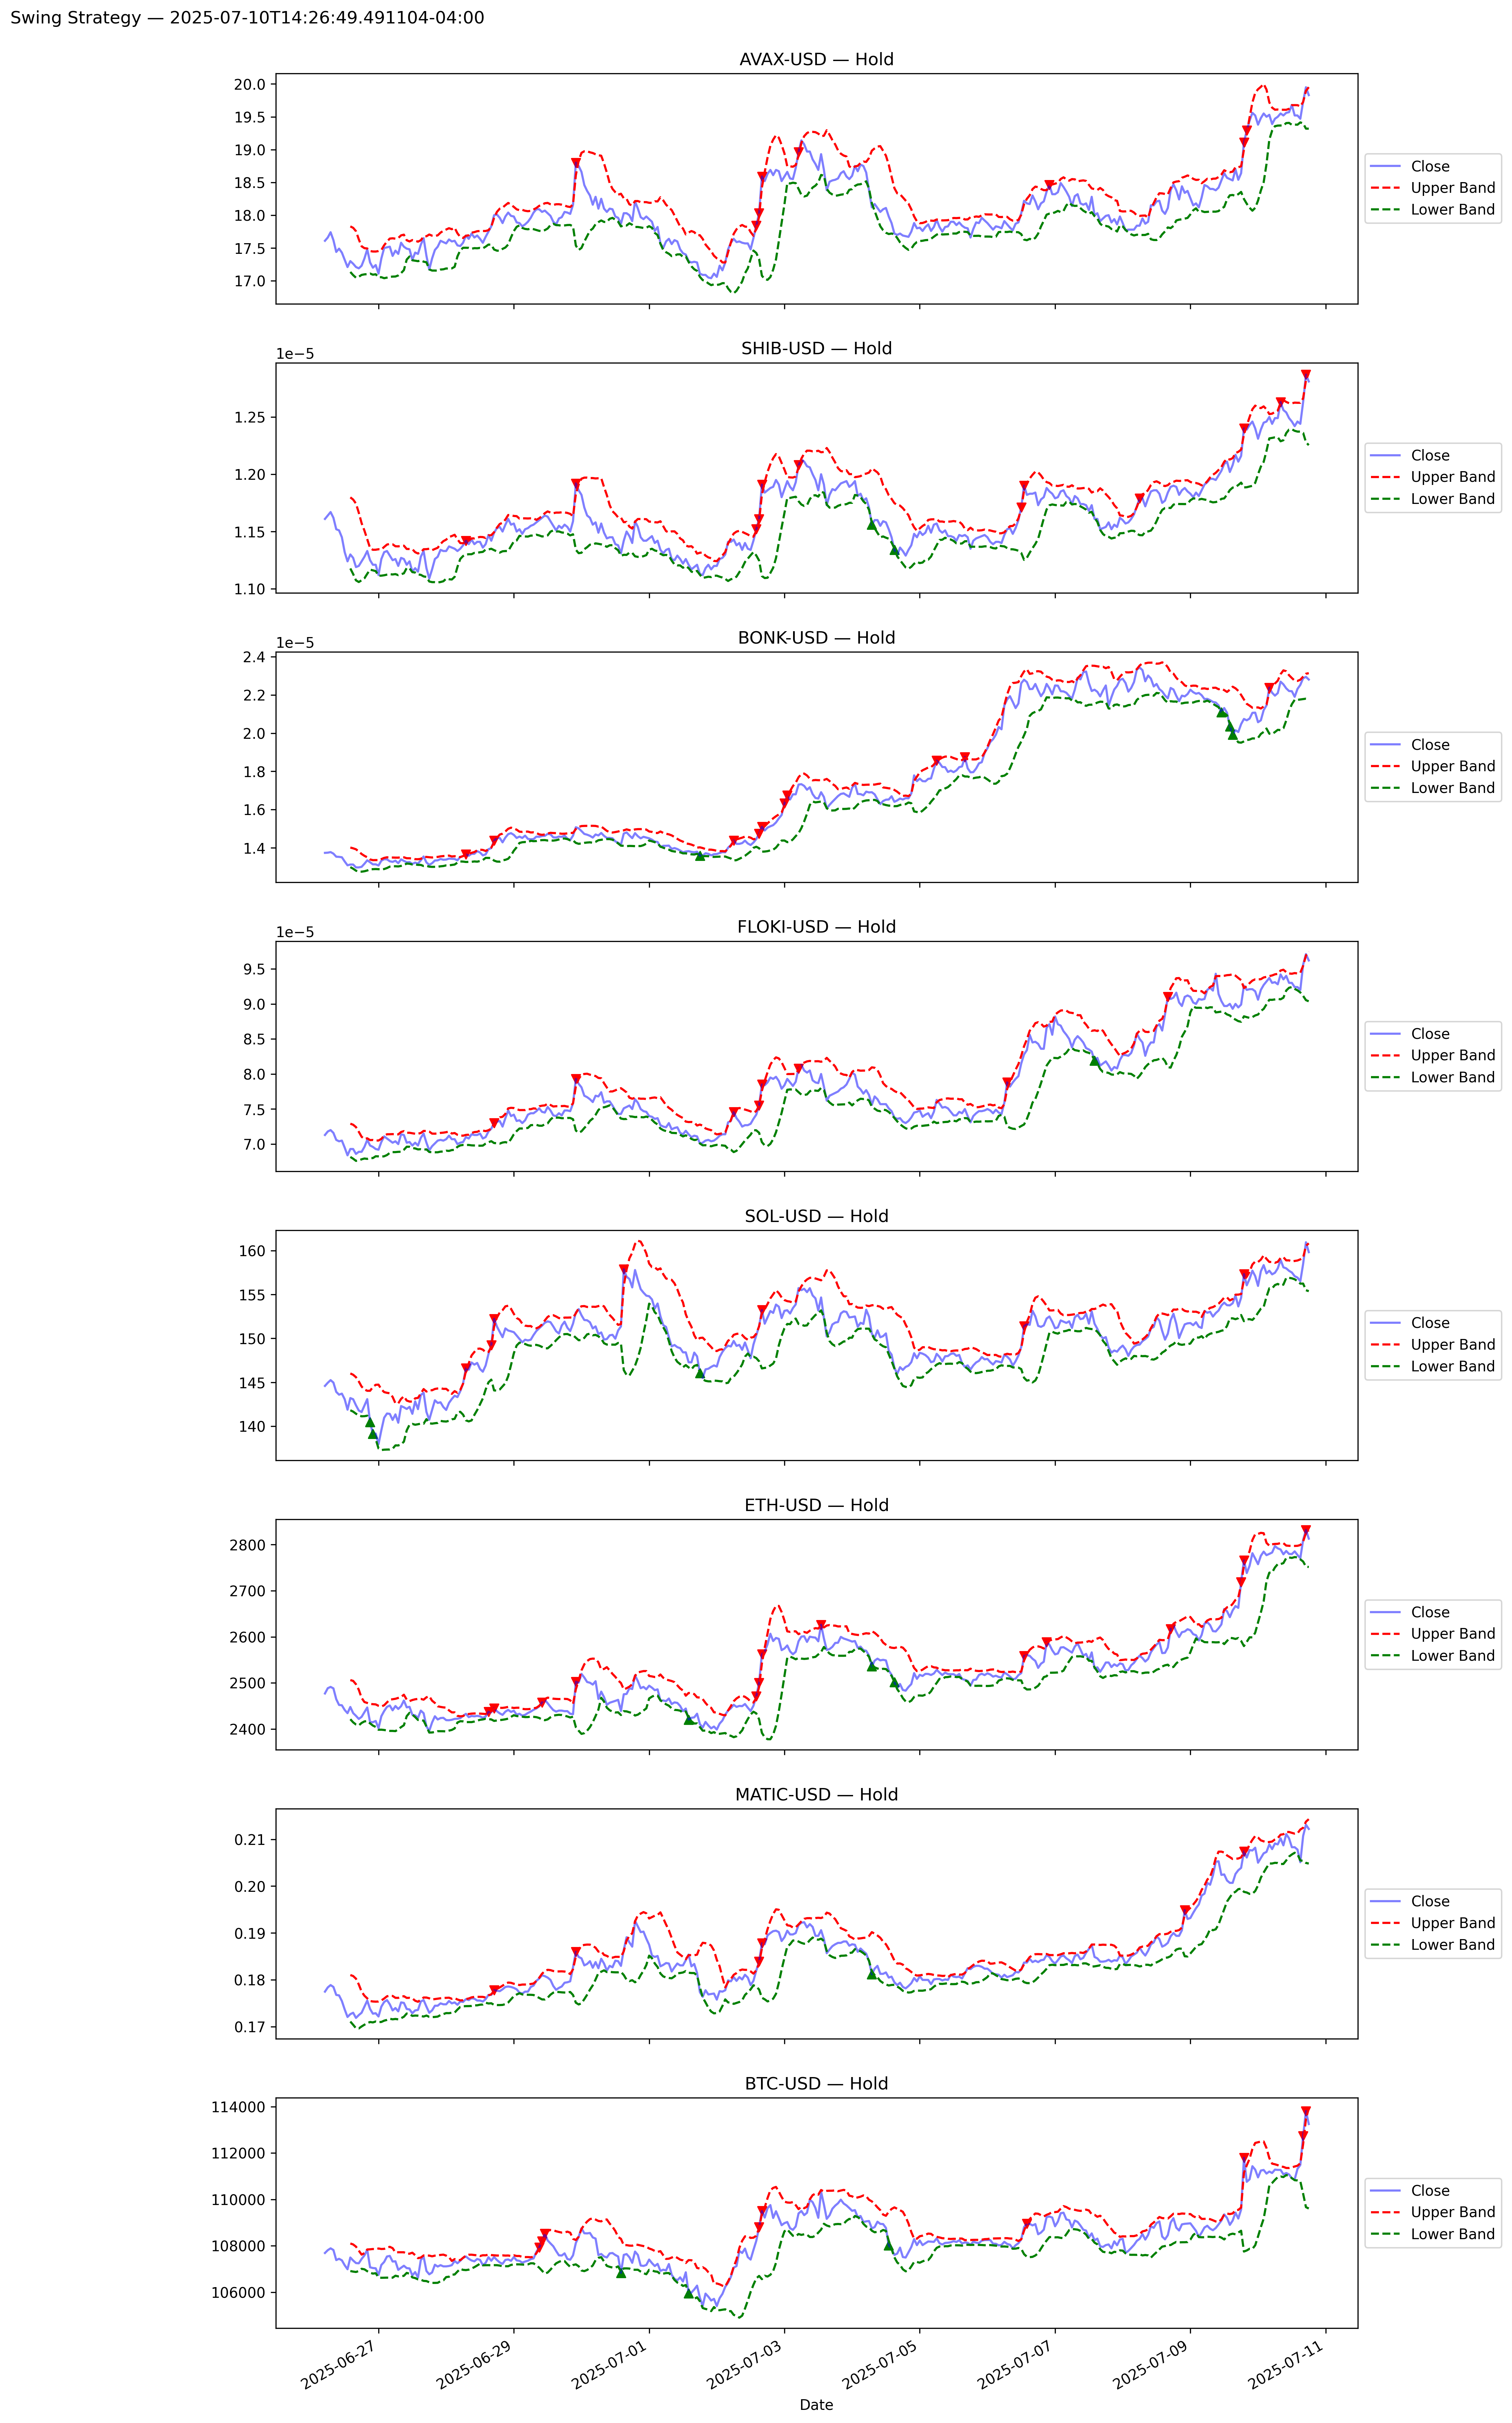 Swing Strategy — 2025-07-10T14:26:49.491104-04:00
AVAX-USD — Hold
20.0
19.5
19.0
18.5
18.0
17.5
17.0
Close
Upper Band
Lower Band
SHIB-USD — Hold
1e−5
1.25
1.20
1.15
1.10
Close
Upper Band
Lower Band
BONK-USD — Hold
1e−5
2.4
2.2
2.0
1.8
1.6
1.4
Close
Upper Band
Lower Band
FLOKI-USD — Hold
1e−5
9.5
9.0
8.5
8.0
7.5
7.0
Close
Upper Band
Lower Band
SOL-USD — Hold
160
155
150
145
140
Close
Upper Band
Lower Band
ETH-USD — Hold
2800
2700
2600
2500
2400
Close
Upper Band
Lower Band
MATIC-USD — Hold
0.21
0.20
0.19
0.18
0.17
Close
Upper Band
Lower Band
BTC-USD — Hold
114000
112000
110000
108000
106000
Close
Upper Band
Lower Band
2025-06-27
2025-06-29
2025-07-01
2025-07-03
2025-07-05
2025-07-07
2025-07-09
2025-07-11
Date